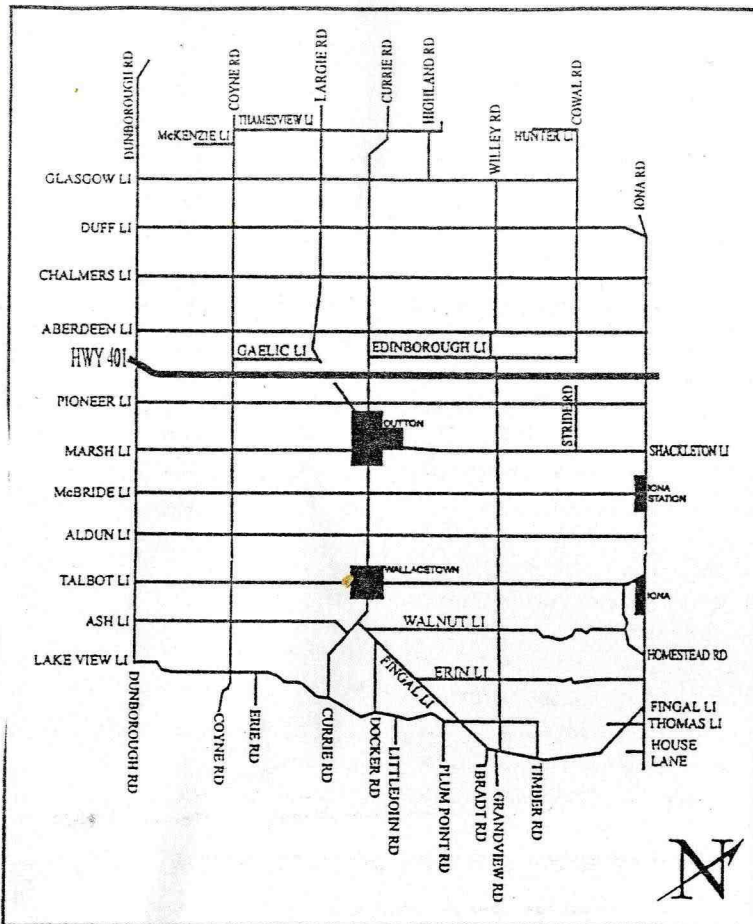 DUNBOROUGH RD
COYNE RD
LARGIE RD
CURRIE RD
HIGHLAND RD
WILLEY RD
COWAL RD
IONA RD
THAMESVIEW LI
McKENZIE LI
HUNTER LI
GLASGOW LI
DUFF LI
CHALMERS LI
ABERDEEN LI
GAELIC LI
EDINBOROUGH LI
HWY 401
PIONEER LI
STRIDE RD
DUTTON
MARSH LI
SHACKLETON LI
McBRIDE LI
IONA
STATION
ALDUN LI
WALLACETOWN
TALBOT LI
IONA
ASH LI
WALNUT LI
LAKE VIEW LI
HOMESTEAD RD
ERIN LI
FINGAL LI
FINGAL LI
THOMAS LI
HOUSE
LANE
DUNBOROUGH RD
COYNE RD
ERIE RD
CURRIE RD
DOCKER RD
LITTLEJOHN RD
PLUM POINT RD
BRADT RD
GRANDVIEW RD
TIMBER RD
N